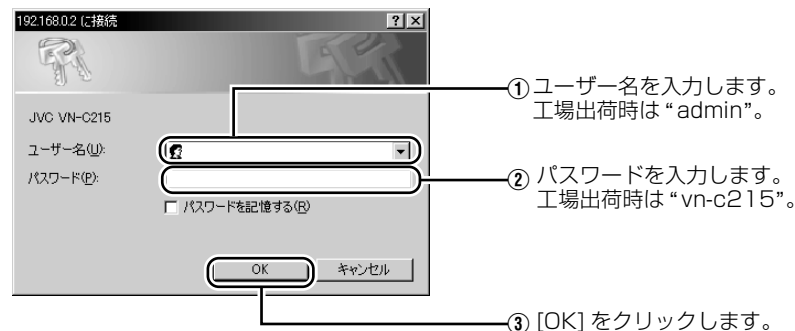 192.168.0.2 に接続
JVC VN-C215
ユーザー名(U):
パスワード(P):
パスワードを記憶する(R)
OK
キャンセル
① ユーザー名を入力します。
工場出荷時は“admin”。
② パスワードを入力します。
工場出荷時は“vn-c215”。
③ [OK] をクリックします。